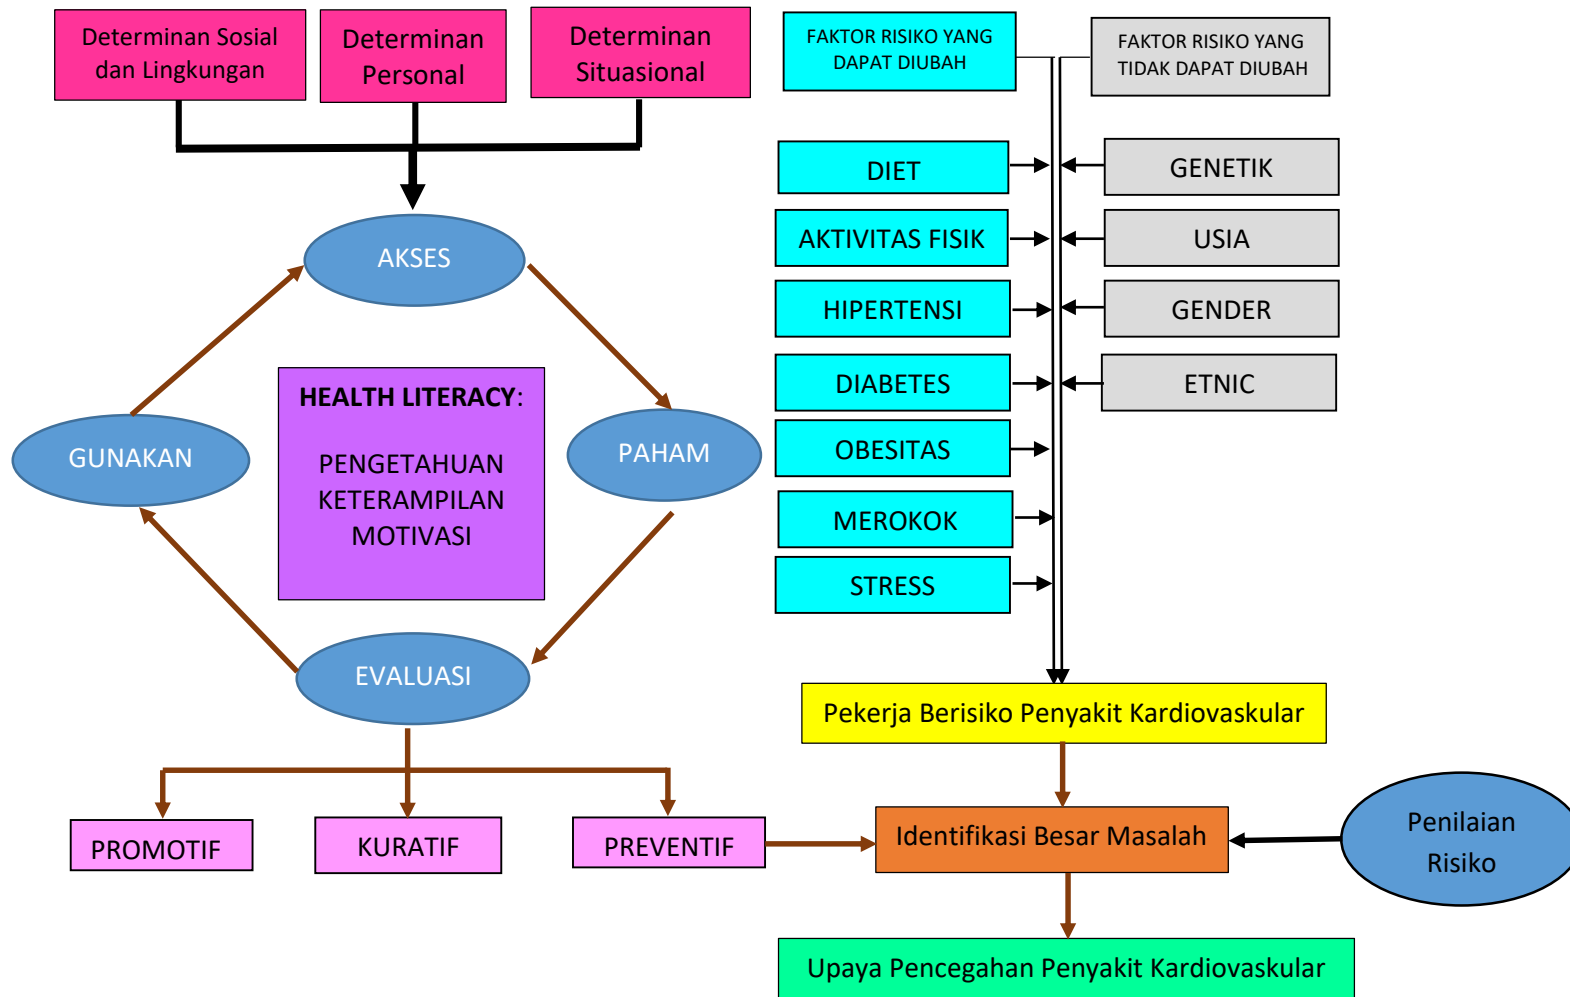 Determinan Sosial
dan Lingkungan
Determinan
Personal
Determinan
Situasional
FAKTOR RISIKO YANG
DAPAT DIUBAH
FAKTOR RISIKO YANG
TIDAK DAPAT DIUBAH
DIET
GENETIK
AKTIVITAS FISIK
USIA
HIPERTENSI
GENDER
DIABETES
ETNIC
OBESITAS
MEROKOK
STRESS
AKSES
GUNAKAN
HEALTH LITERACY:
PENGETAHUAN
KETERAMPILAN
MOTIVASI
PAHAM
EVALUASI
PROMOTIF
KURATIF
PREVENTIF
Pekerja Berisiko Penyakit Kardiovaskular
Identifikasi Besar Masalah
Penilaian
Risiko
Upaya Pencegahan Penyakit Kardiovaskular